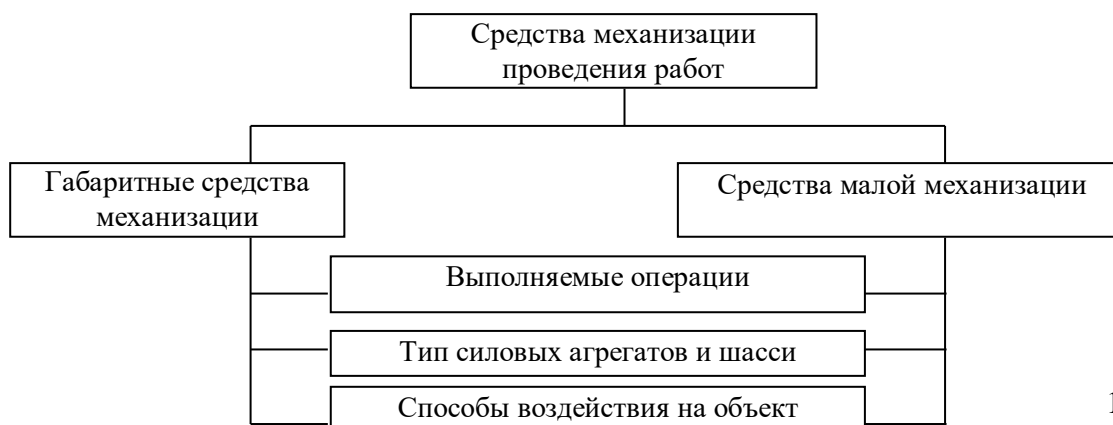 Средства механизации
проведения работ
Габаритные средства
механизации
Средства малой механизации
Выполняемые операции
Тип силовых агрегатов и шасси
Способы воздействия на объект
1